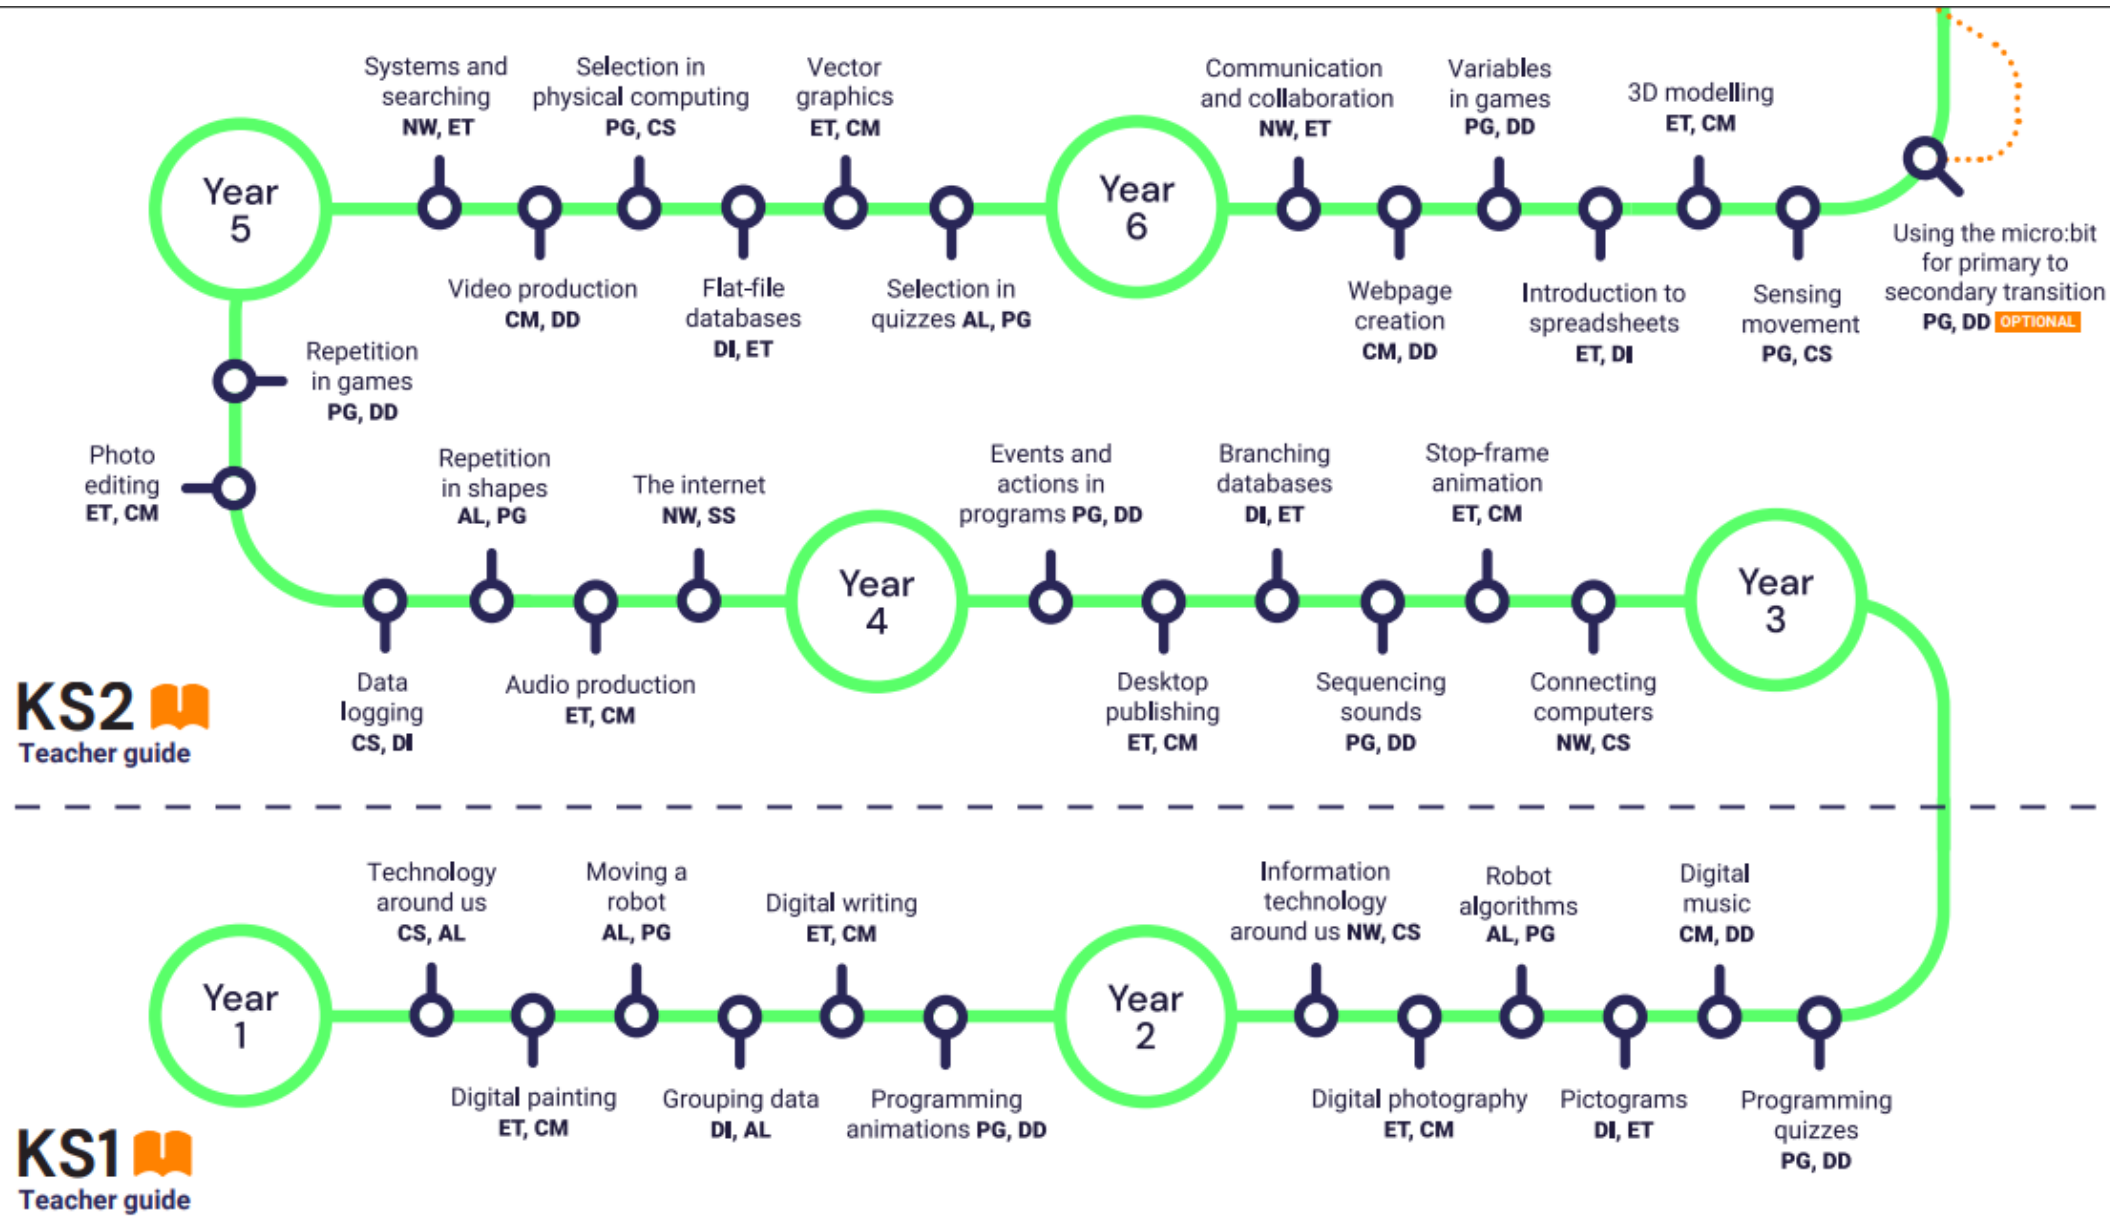 Systems and
searching
NW, ET
Selection in
physical computing
PG, CS
Vector
graphics
ET, CM
Communication
and collaboration
NW, ET
Variables
in games
PG, DD
3D modelling
ET, CM
Year
5
Year
6
Video production
CM, DD
Flat-file
databases
DI, ET
Selection in
quizzes AL, PG
Webpage
creation
CM, DD
Introduction to
spreadsheets
ET, DI
Sensing
movement
PG, CS
Using the micro:bit
for primary to
secondary transition
PG, DD OPTIONAL
Repetition
in games
PG, DD
Photo
editing
ET, CM
Repetition
in shapes
AL, PG
The internet
NW, SS
Events and
actions in
programs PG, DD
Branching
databases
DI, ET
Stop-frame
animation
ET, CM
Year
4
Year
3
Data
logging
CS, DI
Audio production
ET, CM
Desktop
publishing
ET, CM
Sequencing
sounds
PG, DD
Connecting
computers
NW, CS
KS2
Teacher guide
Technology
around us
CS, AL
Moving a
robot
AL, PG
Digital writing
ET, CM
Information
technology
around us NW, CS
Robot
algorithms
AL, PG
Digital
music
CM, DD
Year
1
Year
2
Digital painting
ET, CM
Grouping data
DI, AL
Programming
animations PG, DD
Digital photography
ET, CM
Pictograms
DI, ET
Programming
quizzes
PG, DD
KS1
Teacher guide